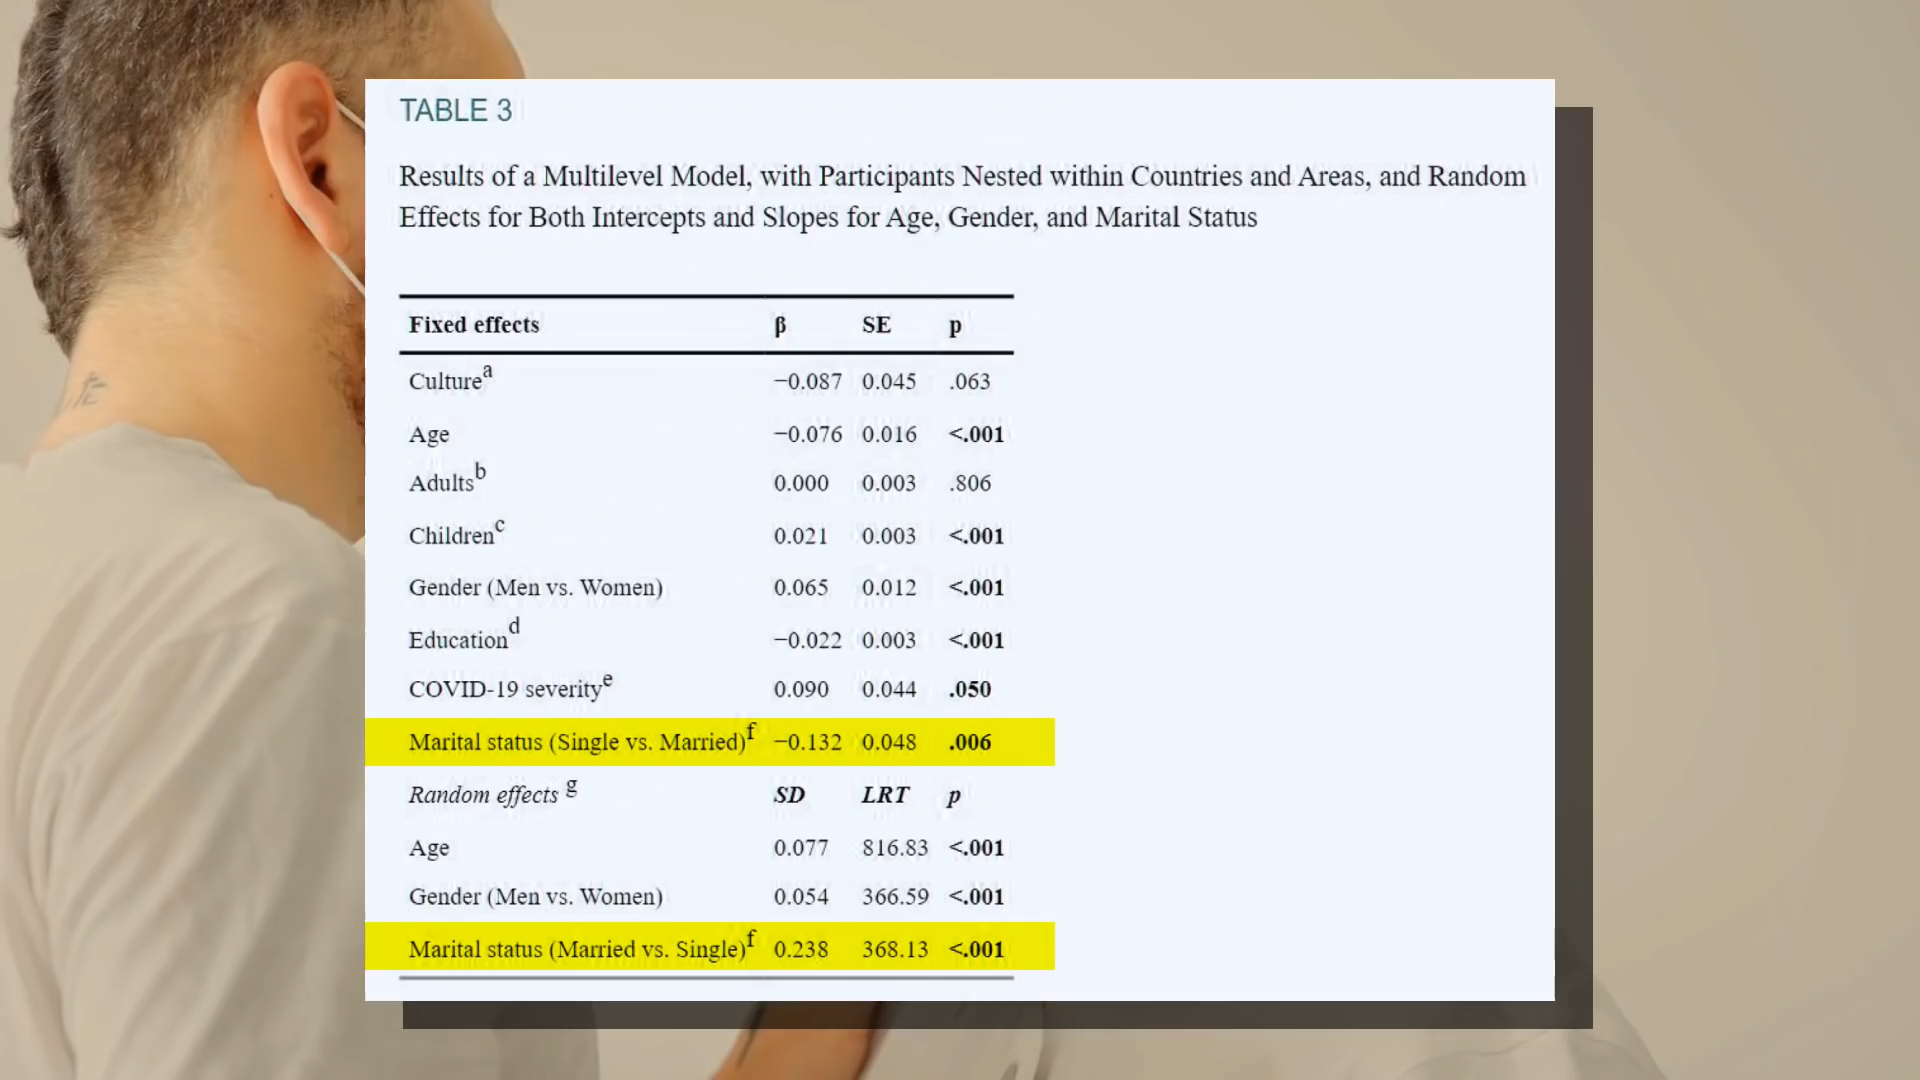 TABLE 3
Results of a Multilevel Model, with Participants Nested within Countries and Areas, and Random
Effects for Both Intercepts and Slopes for Age, Gender, and Marital Status
Fixed effects β SE p
Culture^a −0.087 0.045 .063
Age −0.076 0.016 <.001
Adults^b 0.000 0.003 .806
Children^c 0.021 0.003 <.001
Gender (Men vs. Women) 0.065 0.012 <.001
Education^d −0.022 0.003 <.001
COVID-19 severity^e 0.090 0.044 .050
Marital status (Single vs. Married)^f −0.132 0.048 .006
Random effects ^g SD LRT p
Age 0.077 816.83 <.001
Gender (Men vs. Women) 0.054 366.59 <.001
Marital status (Married vs. Single)^f 0.238 368.13 <.001